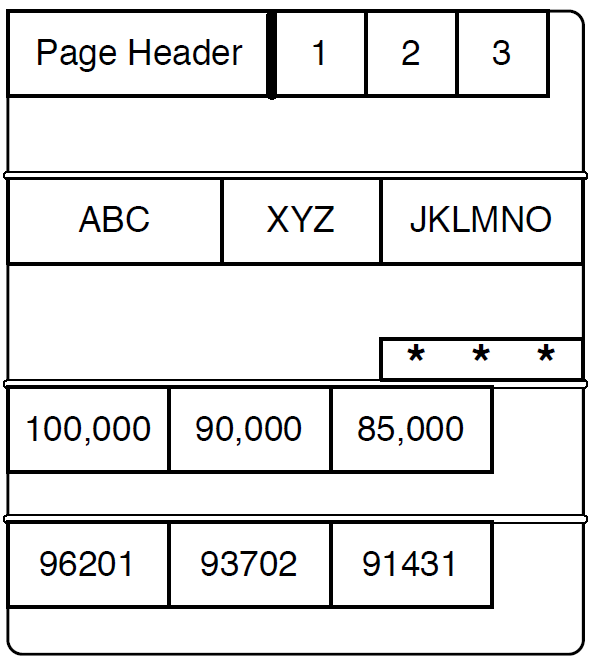 Page Header 1 2 3
ABC XYZ JKLMNO
* * *
100,000 90,000 85,000
96201 93702 91431